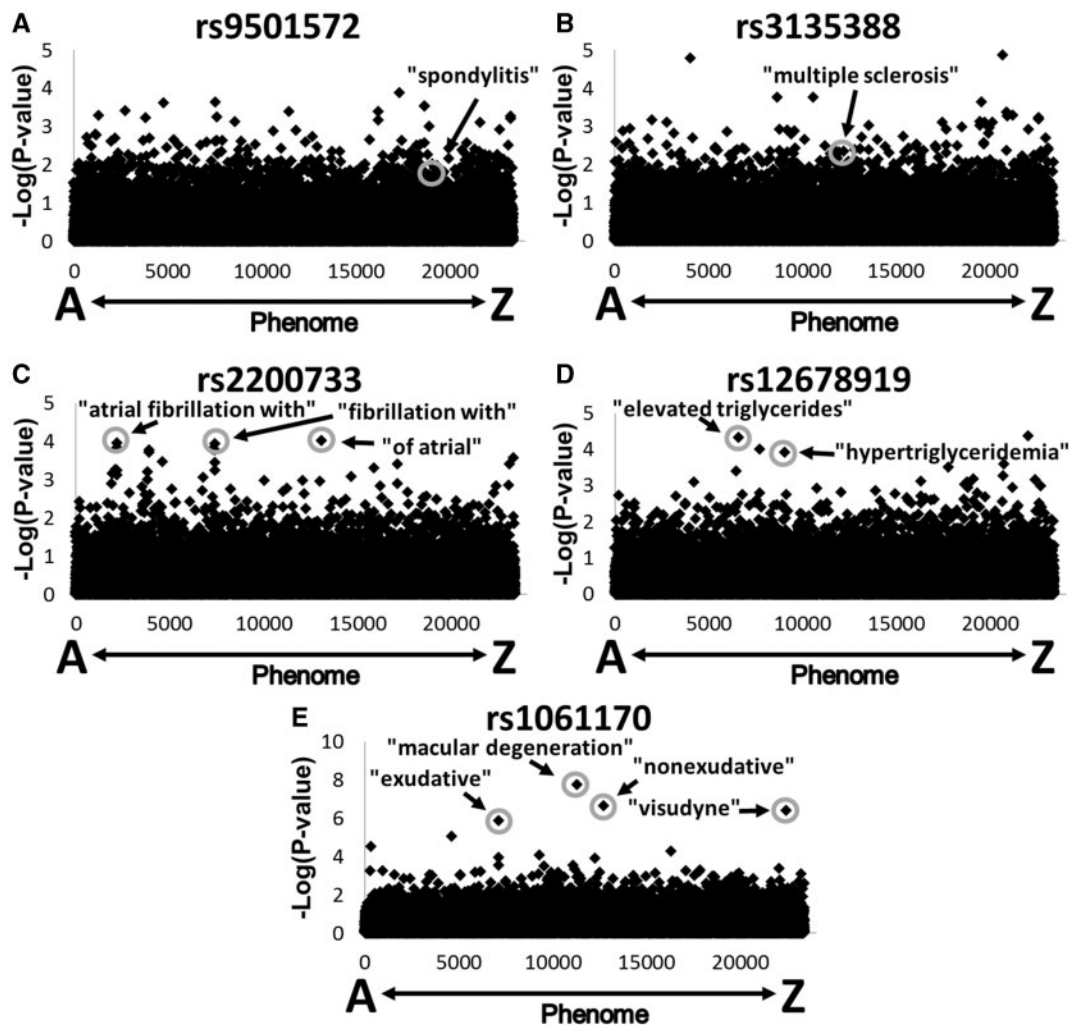 A
rs9501572
-Log(P-value)
5
4
3
2
1
0
"spondylitis"
0 5000 10000 15000 20000
A Z
Phenome
B
rs3135388
-Log(P-value)
5
4
3
2
1
0
"multiple sclerosis"
0 5000 10000 15000 20000
A Z
Phenome
C
rs2200733
-Log(P-value)
5
4
3
2
1
0
"atrial fibrillation with"
"fibrillation with"
"of atrial"
0 5000 10000 15000 20000
A Z
Phenome
D
rs12678919
-Log(P-value)
5
4
3
2
1
0
"elevated triglycerides"
"hypertriglyceridemia"
0 5000 10000 15000 20000
A Z
Phenome
E
rs1061170
-Log(P-value)
10
8
6
4
2
0
"macular degeneration"
"exudative"
"nonexudative"
"visudyne"
0 5000 10000 15000 20000
A Z
Phenome